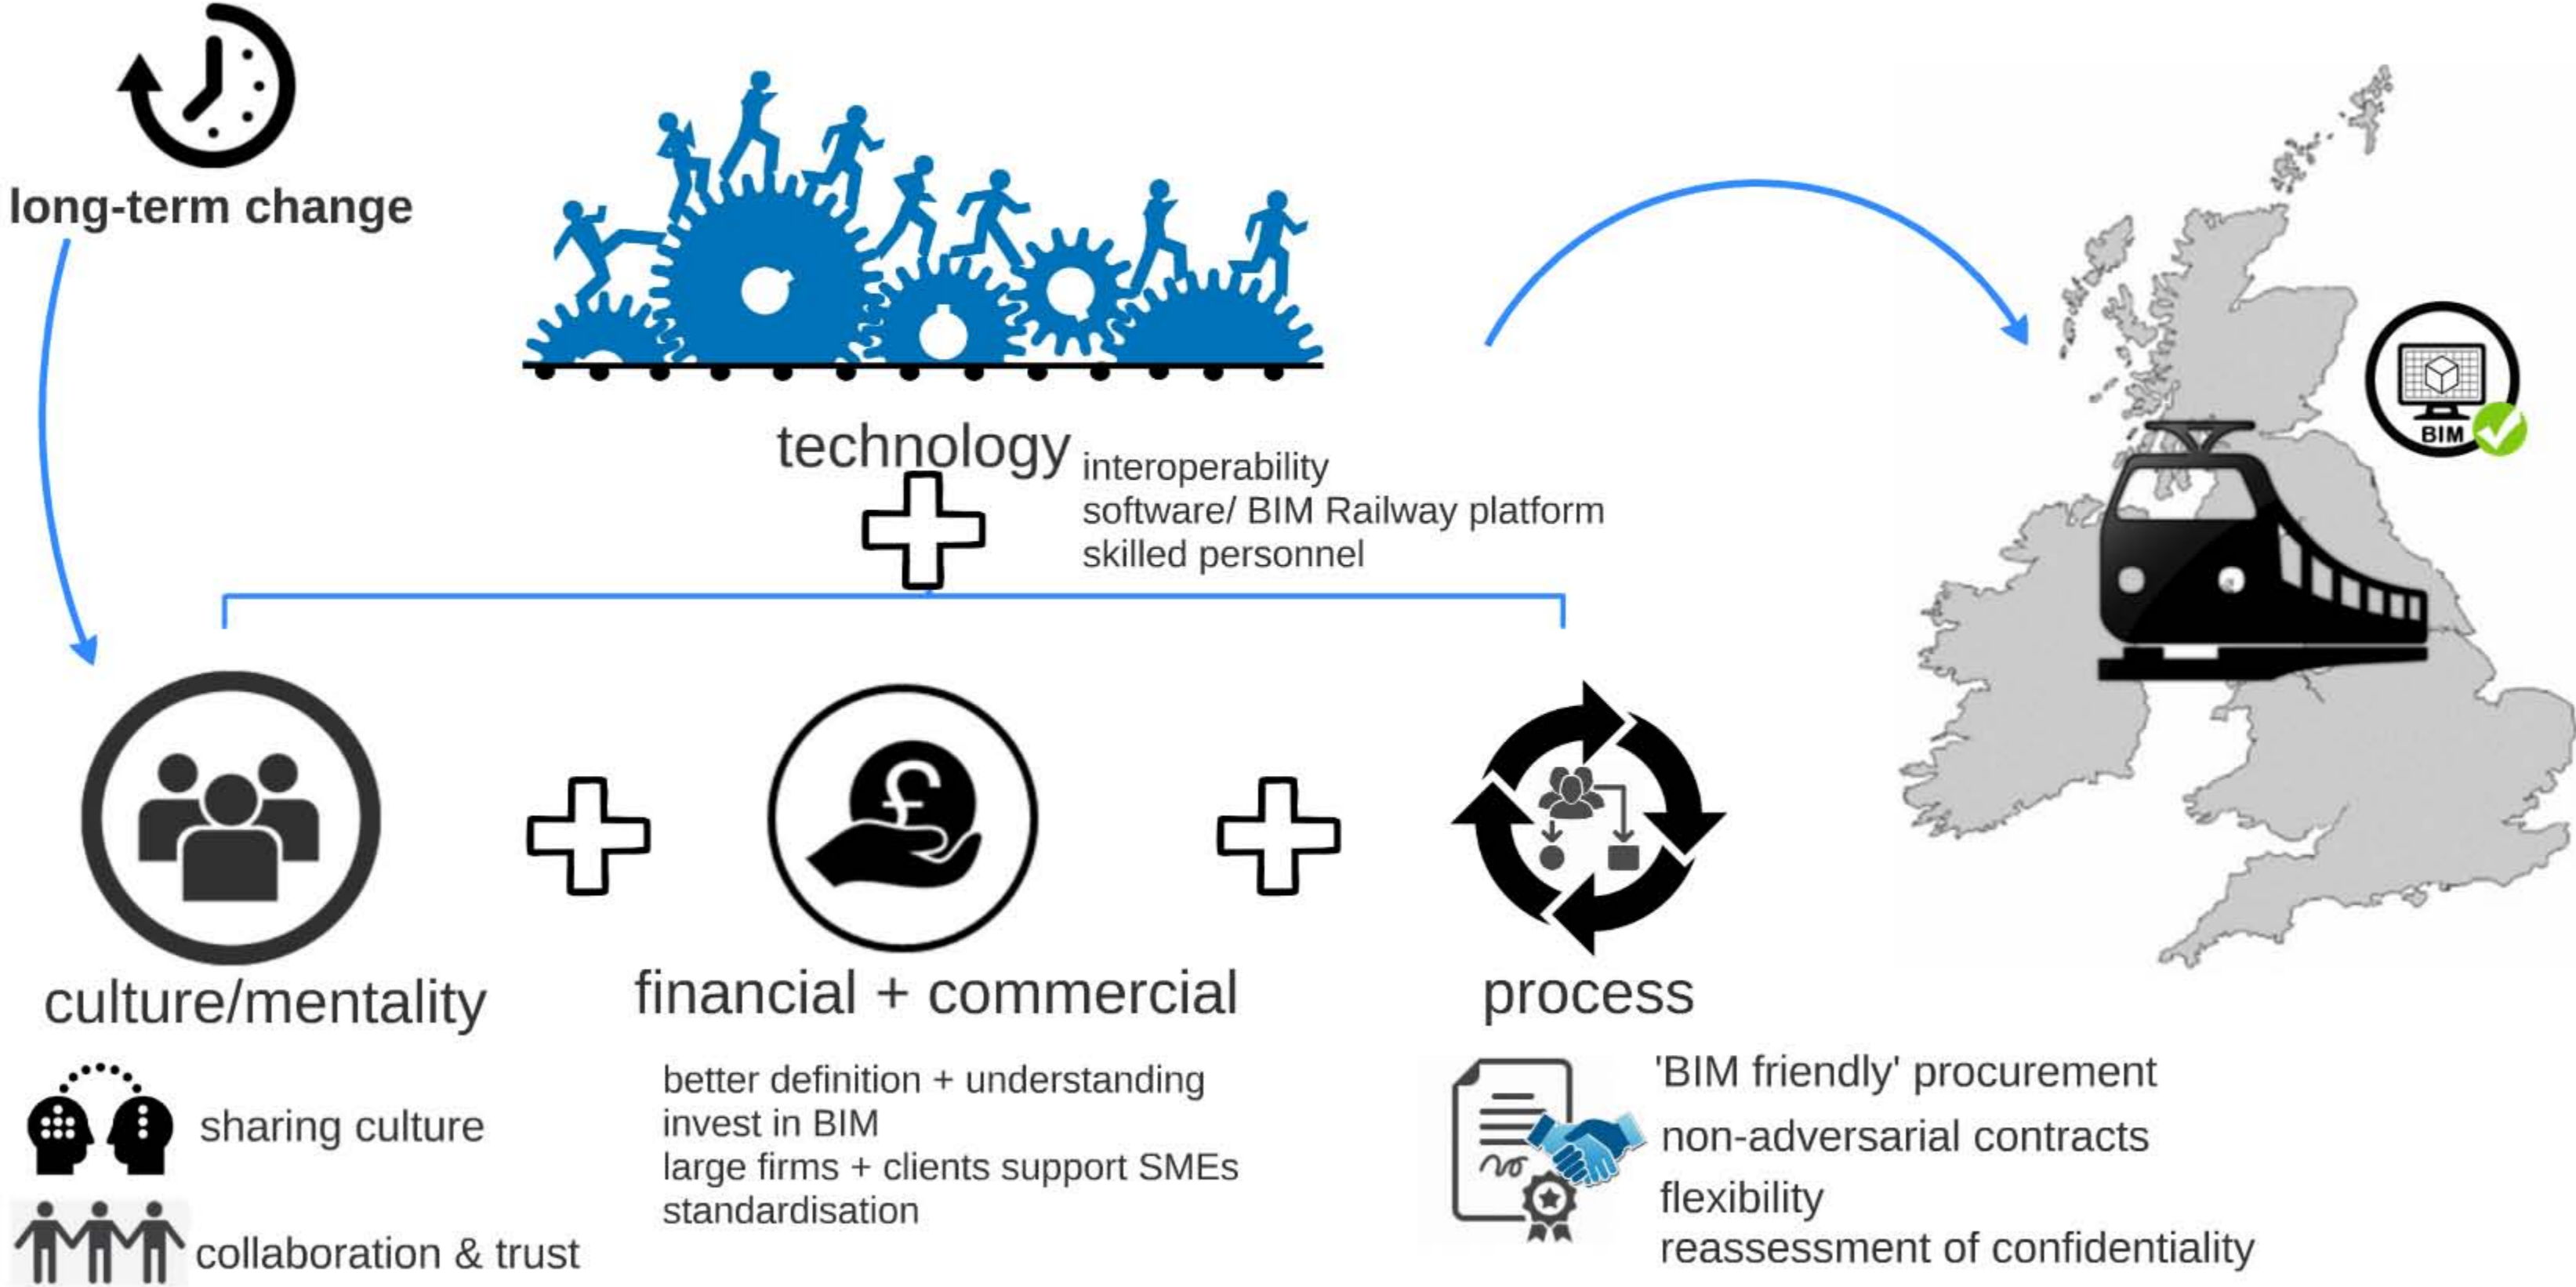 long-term change
technology
interoperability
software/ BIM Railway platform
skilled personnel
BIM
£
culture/mentality
sharing culture
collaboration & trust
financial + commercial
better definition + understanding
invest in BIM
large firms + clients support SMEs
standardisation
process
'BIM friendly' procurement
non-adversarial contracts
flexibility
reassessment of confidentiality